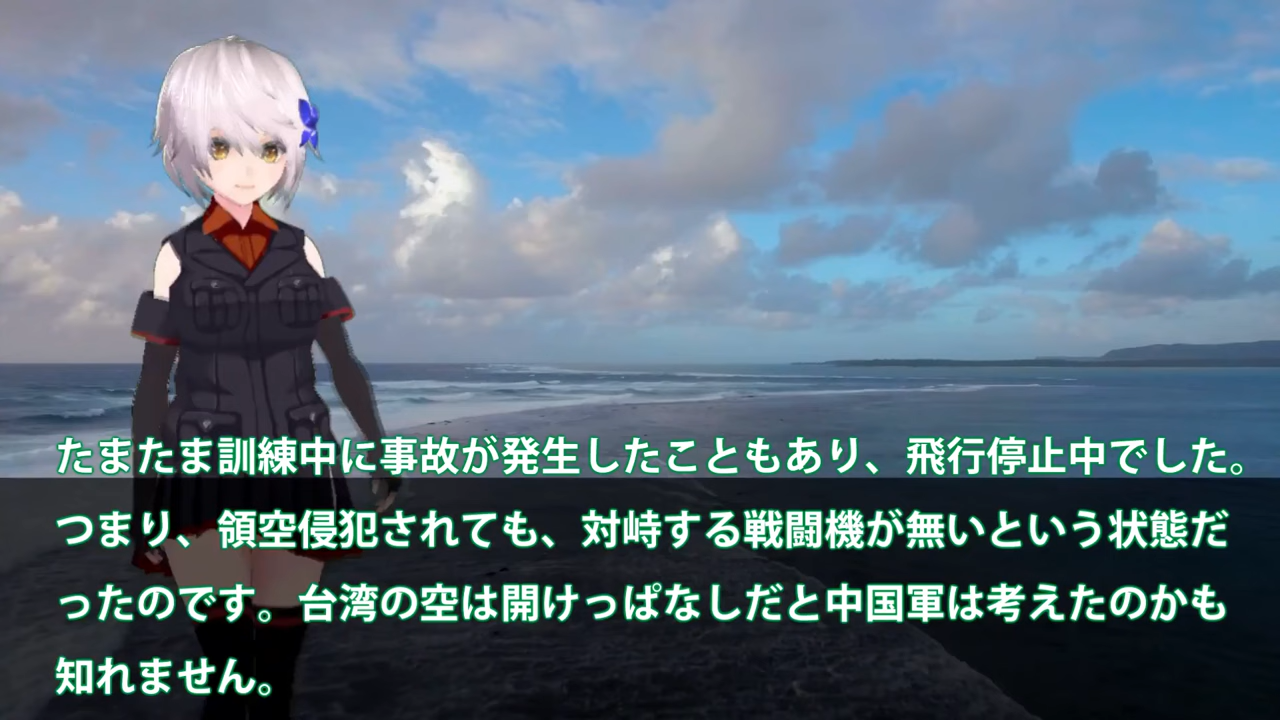 たまたま訓練中に事故が発生したこともあり、飛行停止中でした。
つまり、領空侵犯されても、対峙する戦闘機が無いという状態だ
ったのです。台湾の空は開けっぱなしだと中国軍は考えたのかも
知れません。